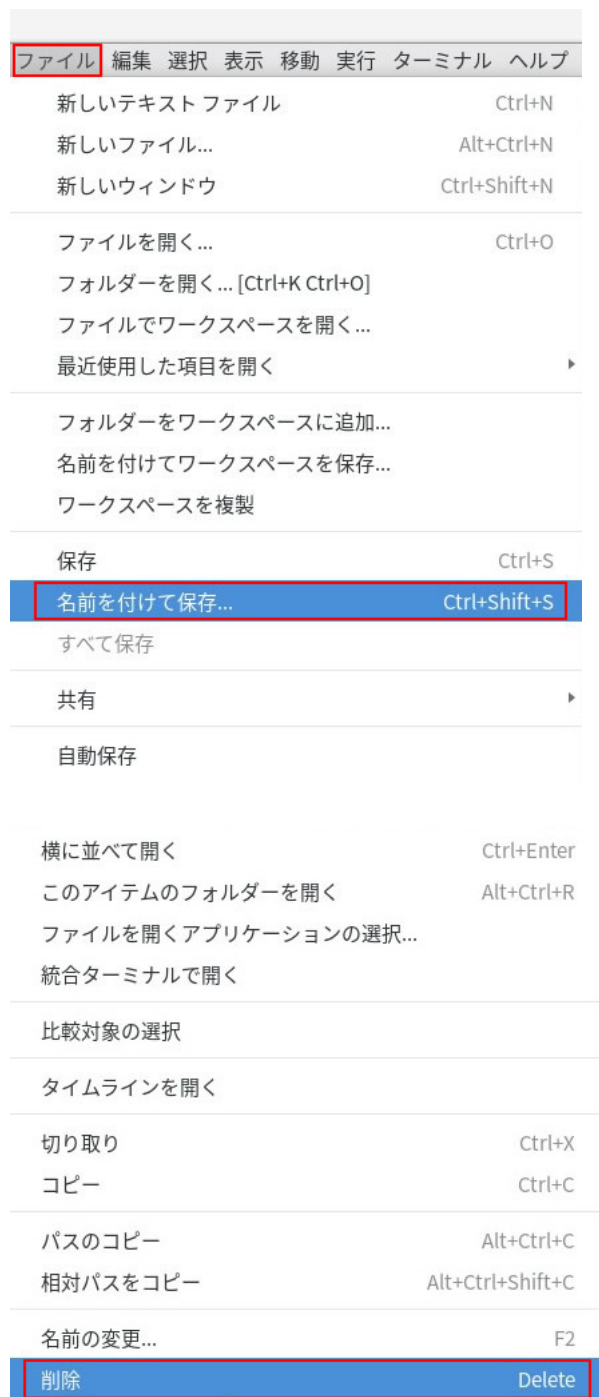 ファイル 編集 選択 表示 移動 実行 ターミナル ヘルプ
新しいテキスト ファイル Ctrl+N
新しいファイル... Alt+Ctrl+N
新しいウィンドウ Ctrl+Shift+N
ファイルを開く... Ctrl+O
フォルダーを開く... [Ctrl+K Ctrl+O]
ファイルでワークスペースを開く...
最近使用した項目を開く
フォルダーをワークスペースに追加...
名前を付けてワークスペースを保存...
ワークスペースを複製
保存 Ctrl+S
名前を付けて保存... Ctrl+Shift+S
すべて保存
共有
自動保存
横に並べて開く Ctrl+Enter
このアイテムのフォルダーを開く Alt+Ctrl+R
ファイルを開くアプリケーションの選択...
統合ターミナルで開く
比較対象の選択
タイムラインを開く
切り取り Ctrl+X
コピー Ctrl+C
パスのコピー Alt+Ctrl+C
相対パスをコピー Alt+Ctrl+Shift+C
名前の変更... F2
削除 Delete